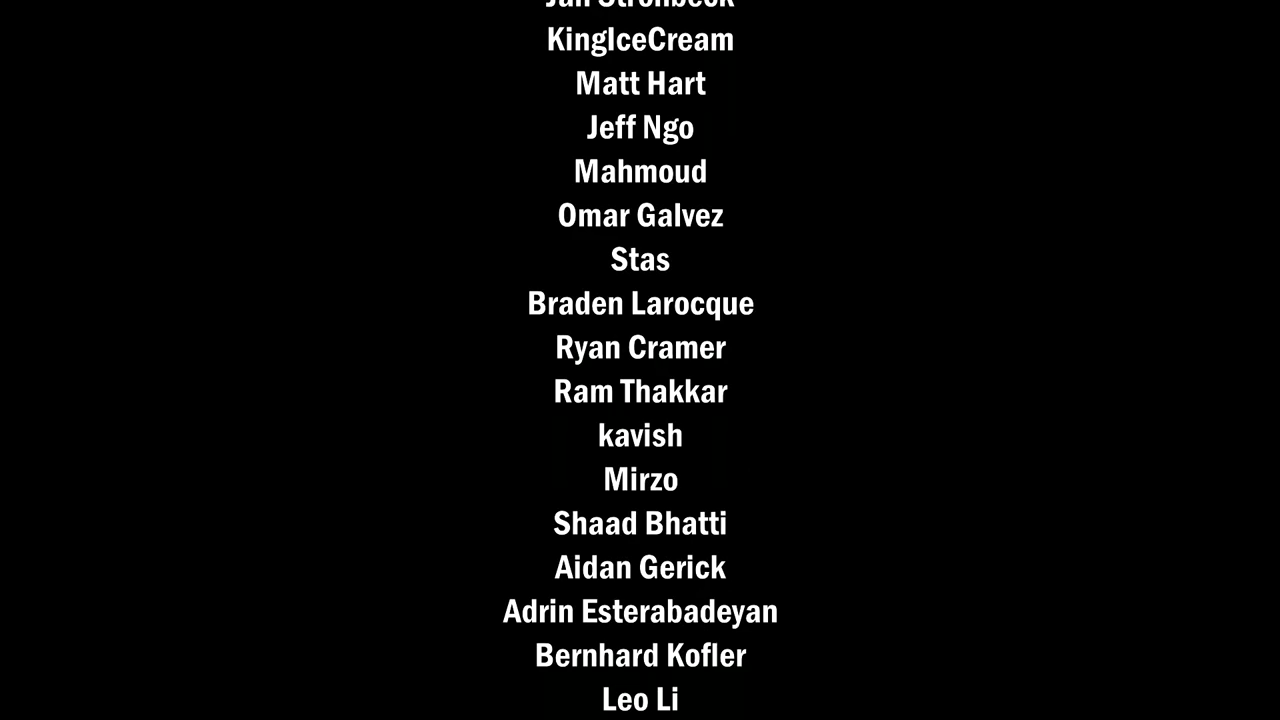 KingIceCream
Matt Hart
Jeff Ngo
Mahmoud
Omar Galvez
Stas
Braden Larocque
Ryan Cramer
Ram Thakkar
kavish
Mirzo
Shaad Bhatti
Aidan Gerick
Adrin Esterabadeyan
Bernhard Kofler
Leo Li